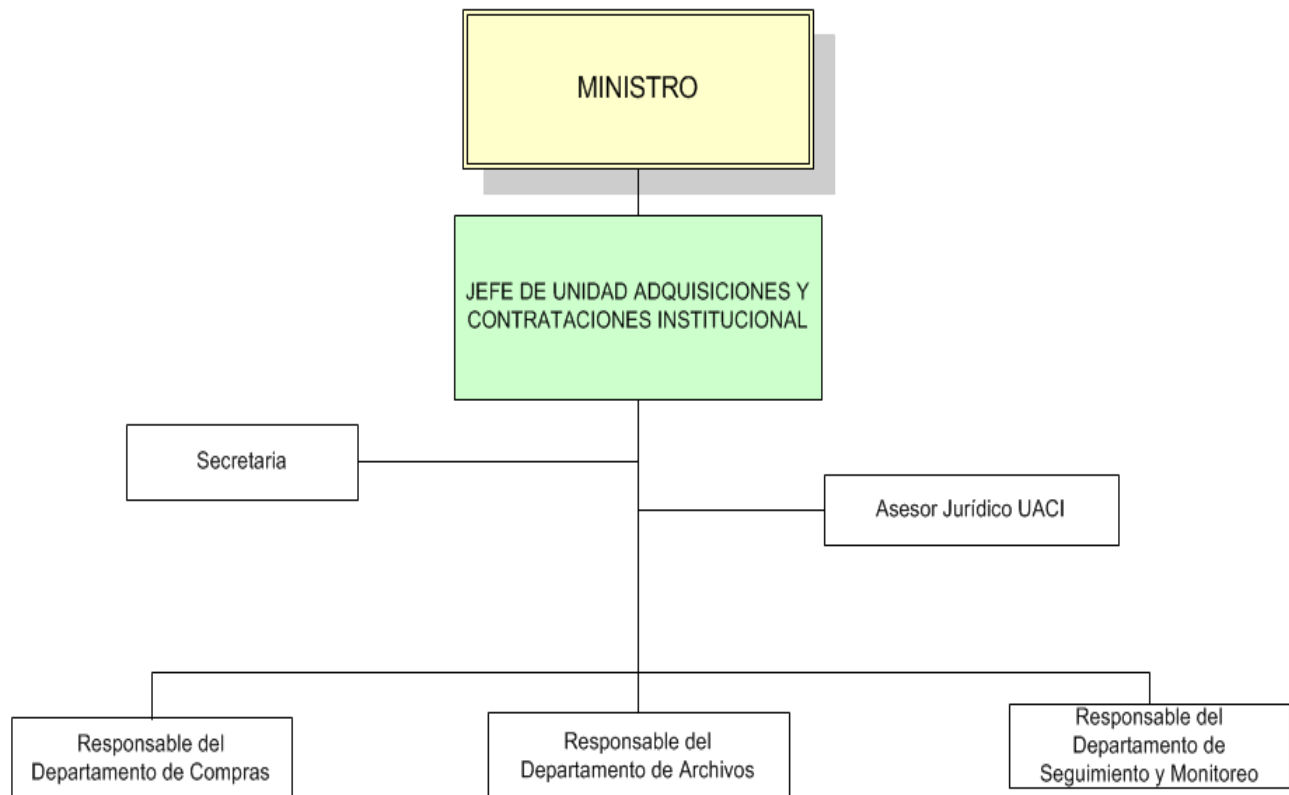 MINISTRO
JEFE DE UNIDAD ADQUISICIONES Y
CONTRATACIONES INSTITUCIONAL
Secretaria
Asesor Jurídico UACI
Responsable del
Departamento de Compras
Responsable del
Departamento de Archivos
Responsable del
Departamento de
Seguimiento y Monitoreo